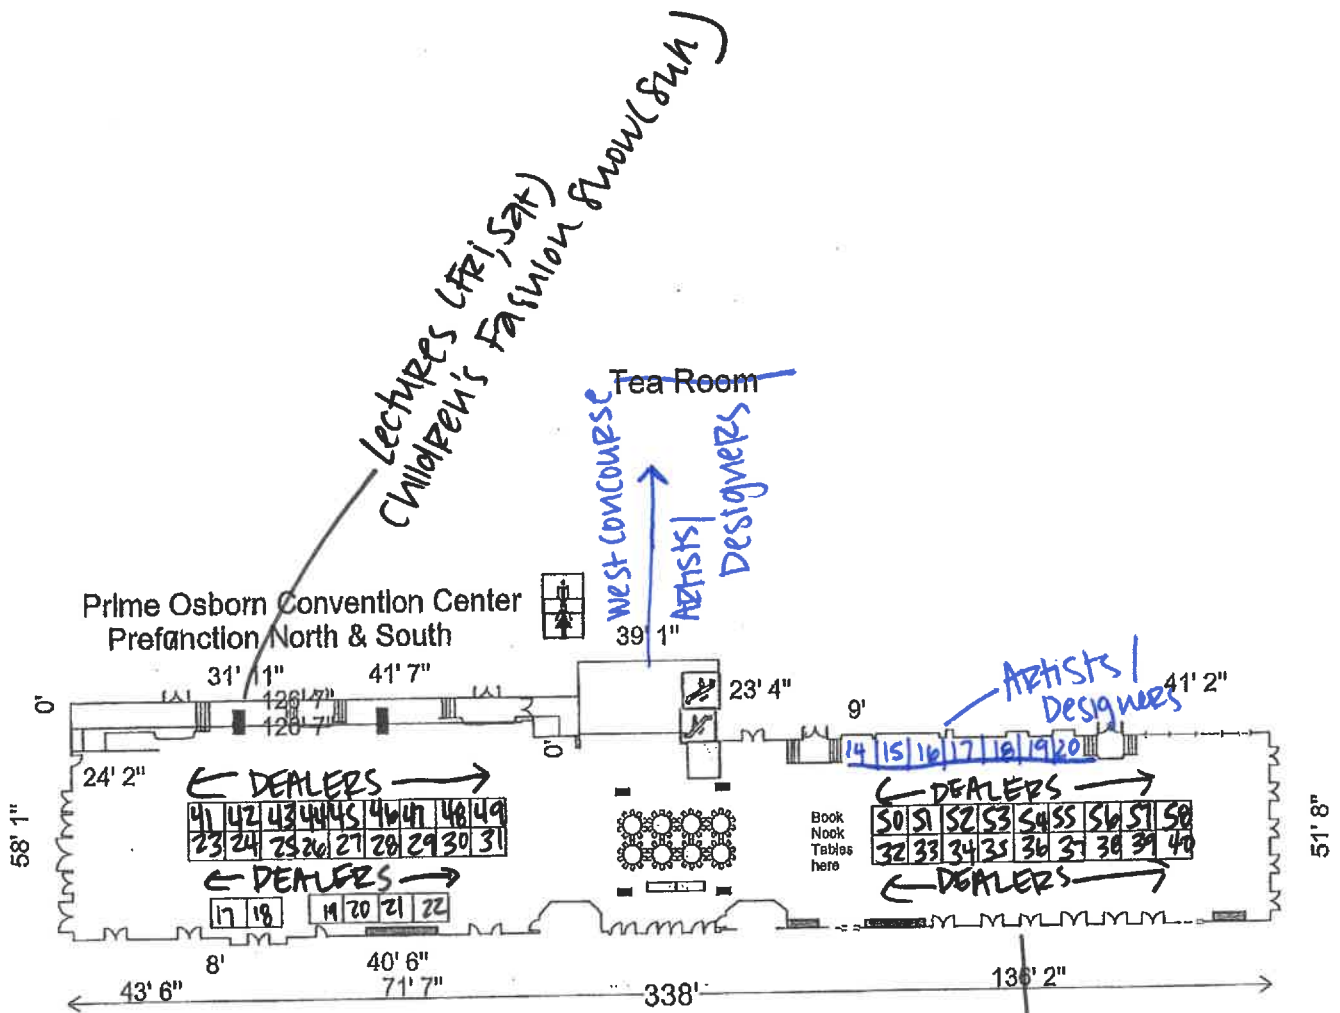 Lectures (Fri, Sat)
Children's Fashion Show (Sun)
Tea Room
West Concourse
Artists/
Designers
Prime Osborn Convention Center
Prefunction North & South
39' 1"
31' 11"
41' 7"
126' 7"
126' 7"
0'
0'
23' 4"
9'
Artists/
Designers
41' 2"
14 15 16 17 18 19 20
24' 2"
58' 1"
51' 8"
DEALERS
41 42 43 44 45 46 47 48 49
23 24 25 26 27 28 29 30 31
DEALERS
17 18
19 20 21 22
Book
Nook
Tables
here
DEALERS
50 51 52 53 54 55 56 57 58
32 33 34 35 36 37 38 39 40
DEALERS
8'
40' 6"
43' 6"
71' 7"
338'
136' 2"